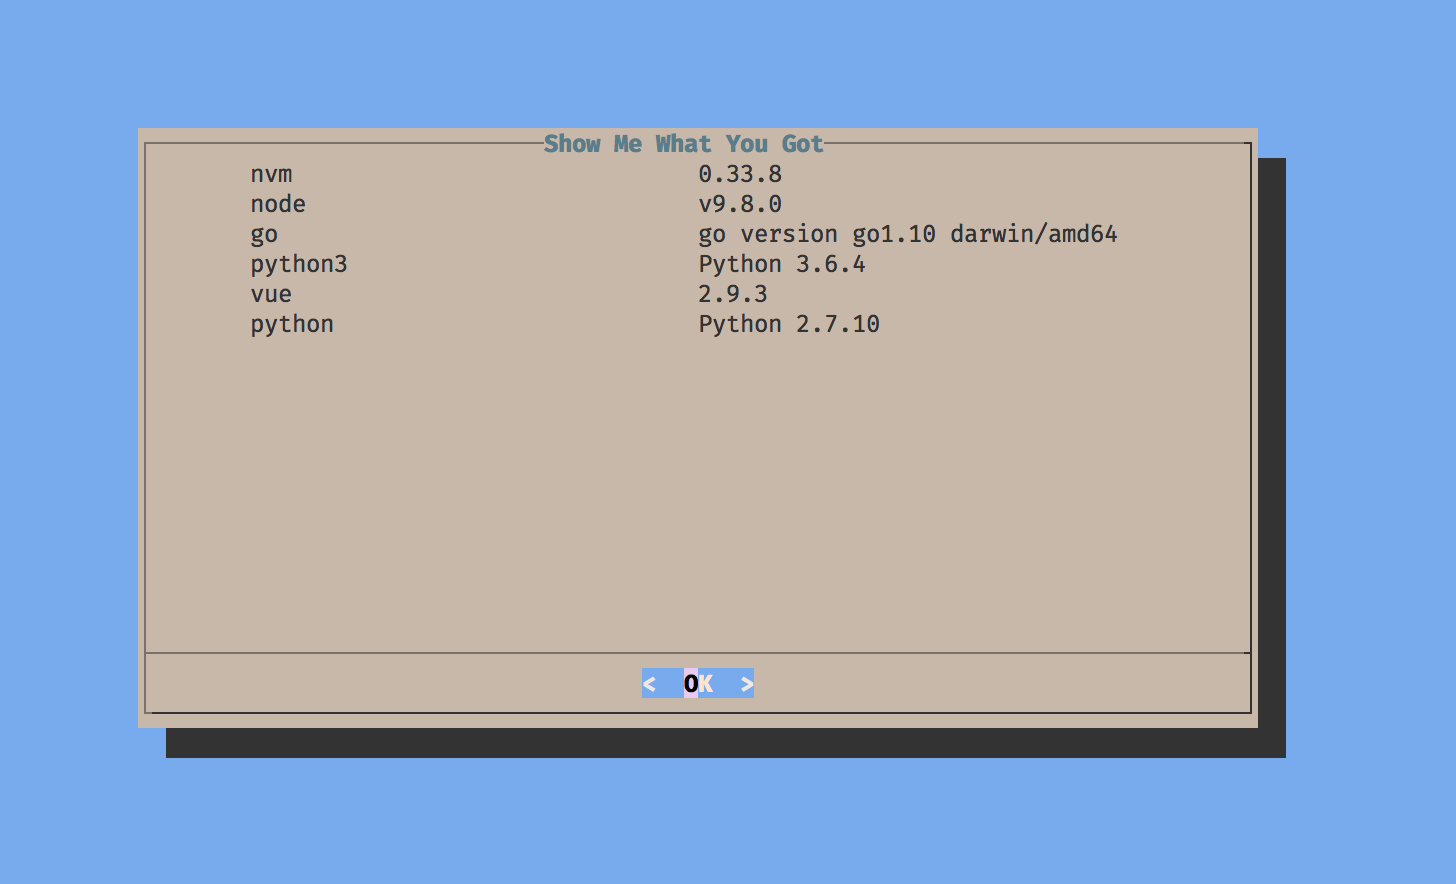 Show Me What You Got
nvm 0.33.8
node v9.8.0
go go version go1.10 darwin/amd64
python3 Python 3.6.4
vue 2.9.3
python Python 2.7.10
< OK >